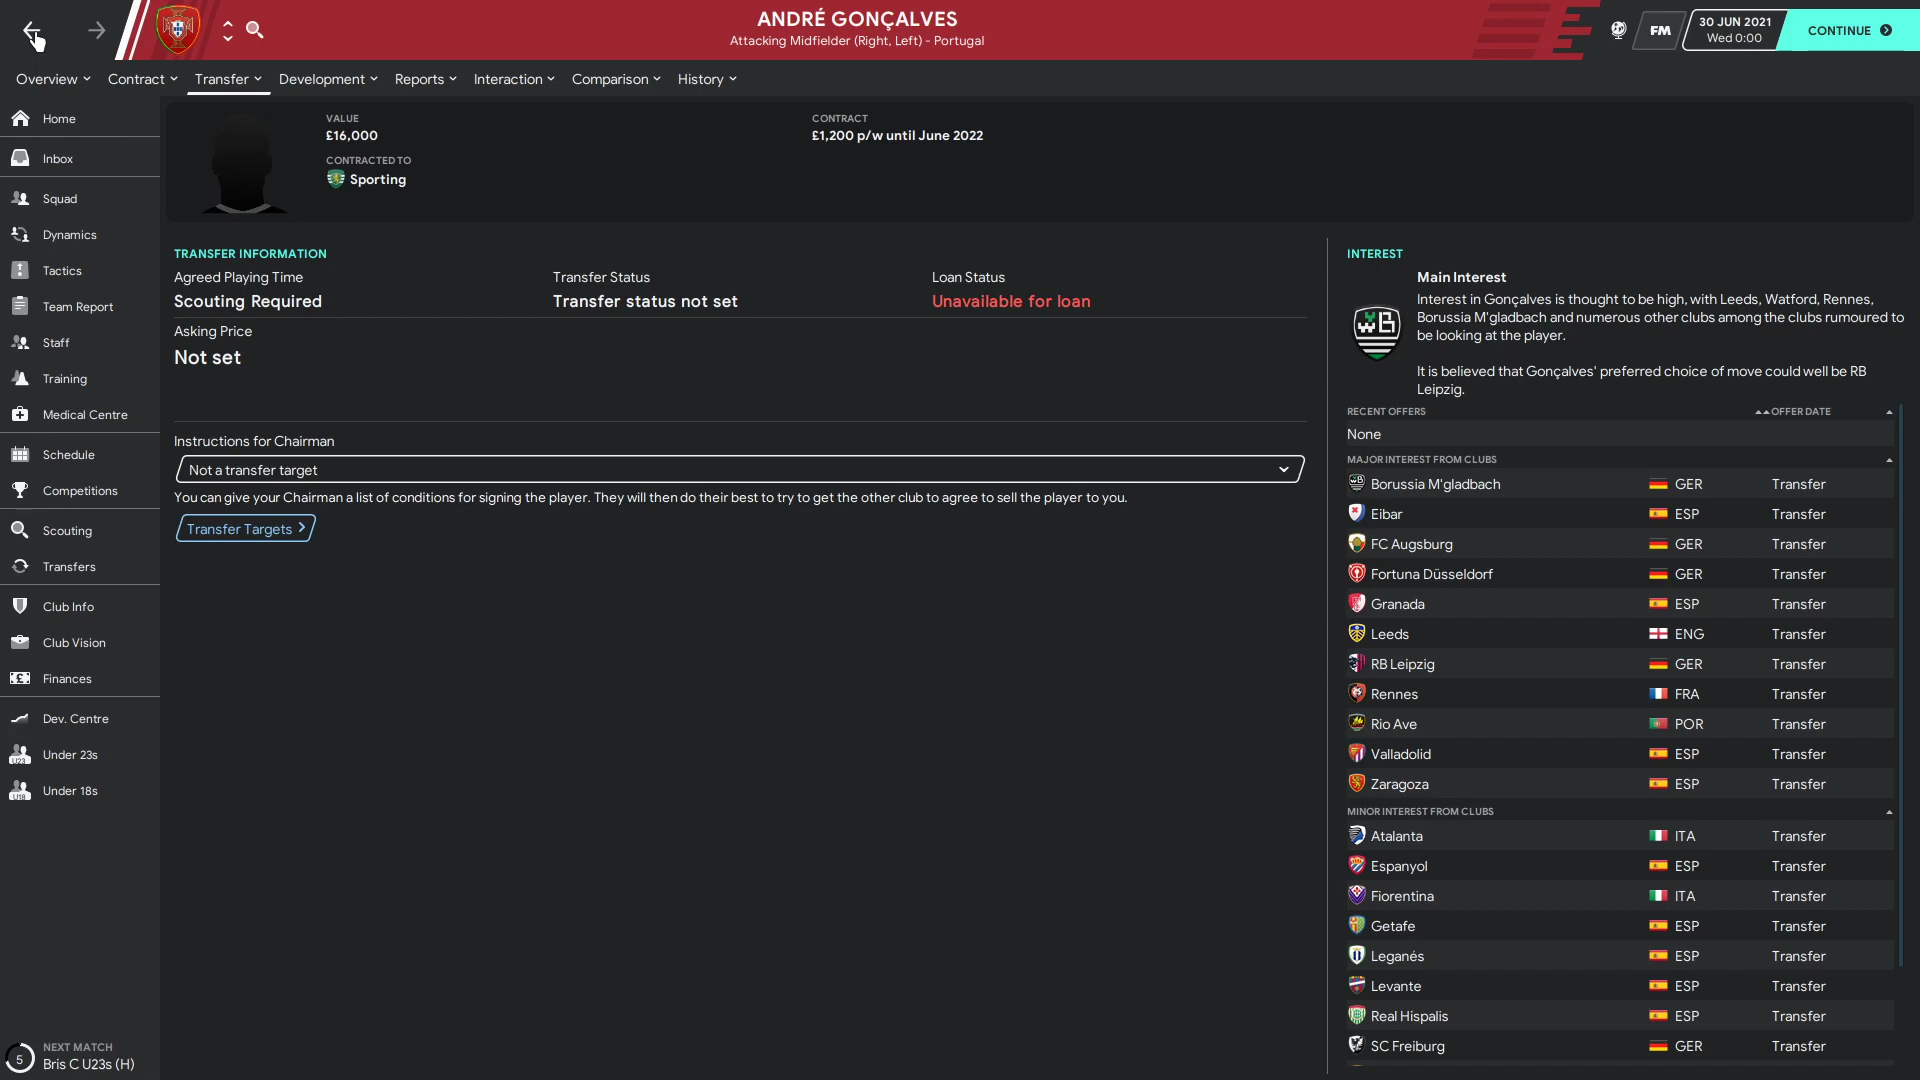 ANDRÉ GONÇALVES
Attacking Midfielder (Right, Left) - Portugal
FM
30 JUN 2021
Wed 0:00
CONTINUE
Overview
Contract
Transfer
Development
Reports
Interaction
Comparison
History
Home
Inbox
Squad
Dynamics
Tactics
Team Report
Staff
Training
Medical Centre
Schedule
Competitions
Scouting
Transfers
Club Info
Club Vision
Finances
Dev. Centre
U23
Under 23s
U18
Under 18s
5
NEXT MATCH
Bris C U23s (H)
VALUE
£16,000
CONTRACTED TO
Sporting
CONTRACT
£1,200 p/w until June 2022
TRANSFER INFORMATION
Agreed Playing Time
Scouting Required
Transfer Status
Transfer status not set
Loan Status
Unavailable for loan
Asking Price
Not set
Instructions for Chairman
Not a transfer target
You can give your Chairman a list of conditions for signing the player. They will then do their best to try to get the other club to agree to sell the player to you.
Transfer Targets
INTEREST
Main Interest
Interest in Gonçalves is thought to be high, with Leeds, Watford, Rennes,
Borussia M'gladbach and numerous other clubs among the clubs rumoured to
be looking at the player.
It is believed that Gonçalves' preferred choice of move could well be RB
Leipzig.
RECENT OFFERS OFFER DATE
None
MAJOR INTEREST FROM CLUBS
Borussia M'gladbach GER Transfer
Eibar ESP Transfer
FC Augsburg GER Transfer
Fortuna Düsseldorf GER Transfer
Granada ESP Transfer
Leeds ENG Transfer
RB Leipzig GER Transfer
Rennes FRA Transfer
Rio Ave POR Transfer
Valladolid ESP Transfer
Zaragoza ESP Transfer
MINOR INTEREST FROM CLUBS
Atalanta ITA Transfer
Espanyol ESP Transfer
Fiorentina ITA Transfer
Getafe ESP Transfer
Leganés ESP Transfer
Levante ESP Transfer
Real Hispalis ESP Transfer
SC Freiburg GER Transfer